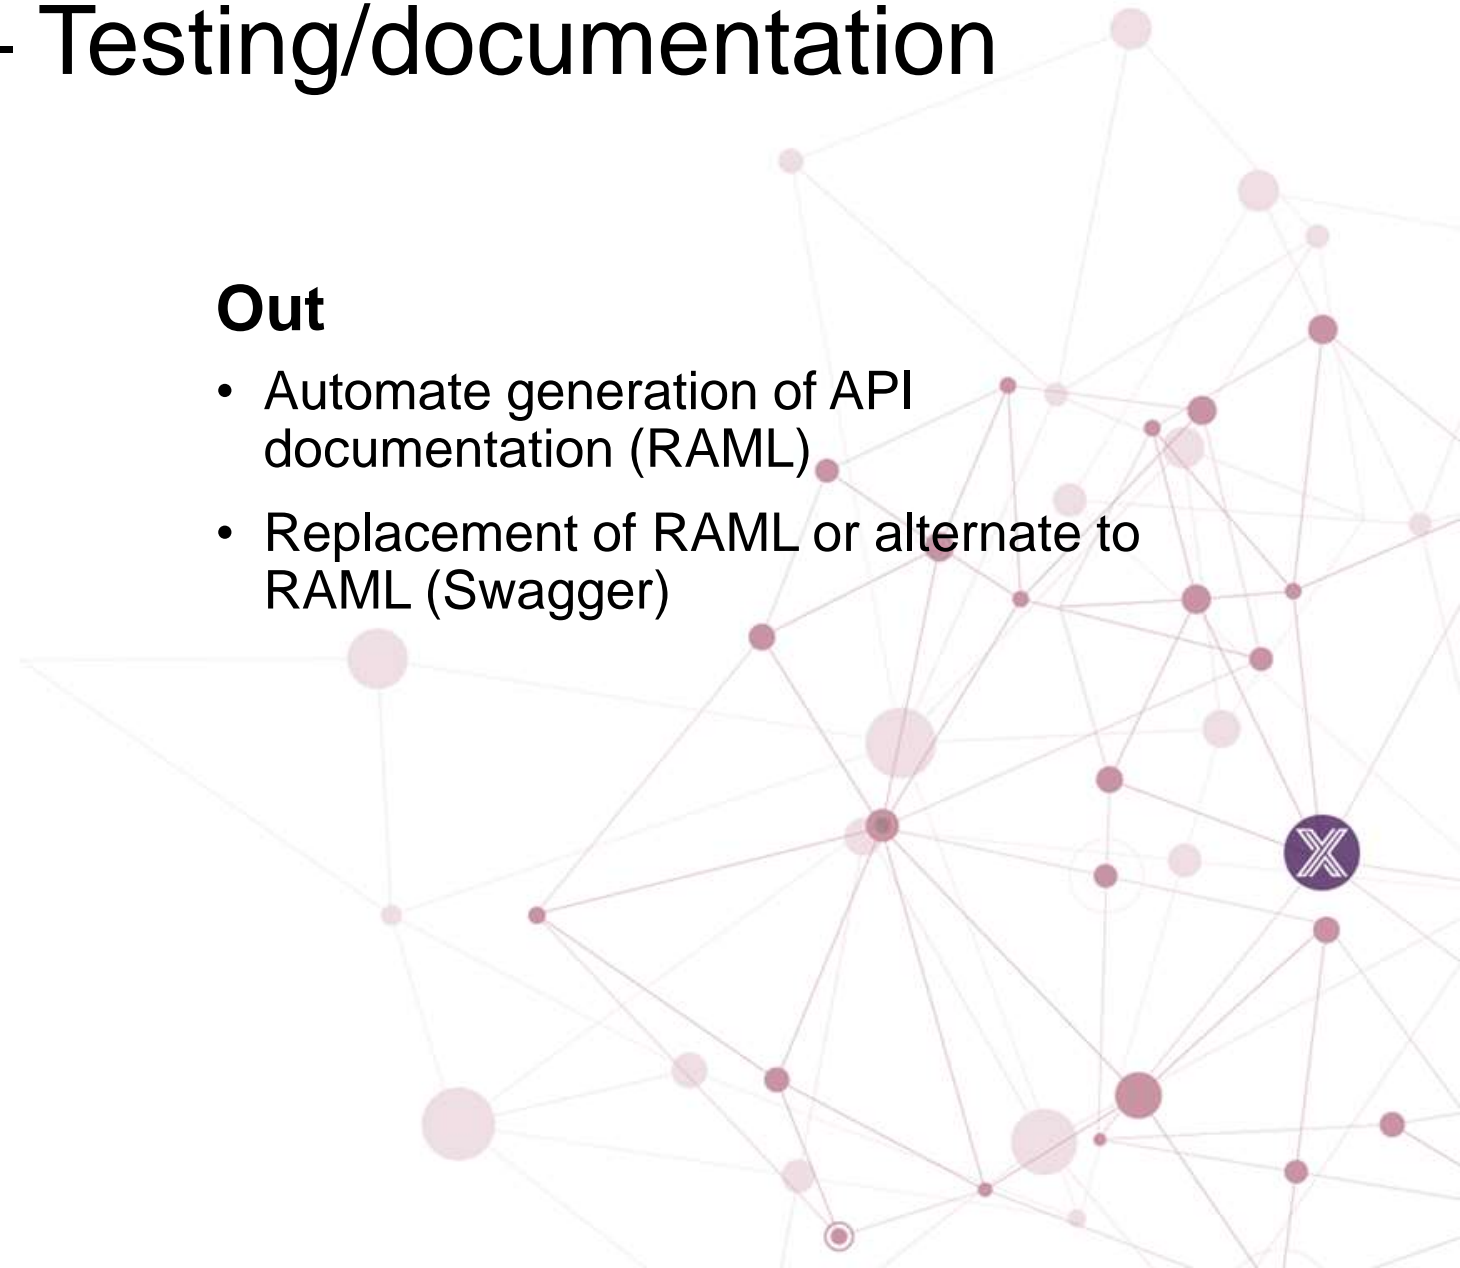 - Testing/documentation
Out
• Automate generation of API
documentation (RAML)
• Replacement of RAML or alternate to
RAML (Swagger)